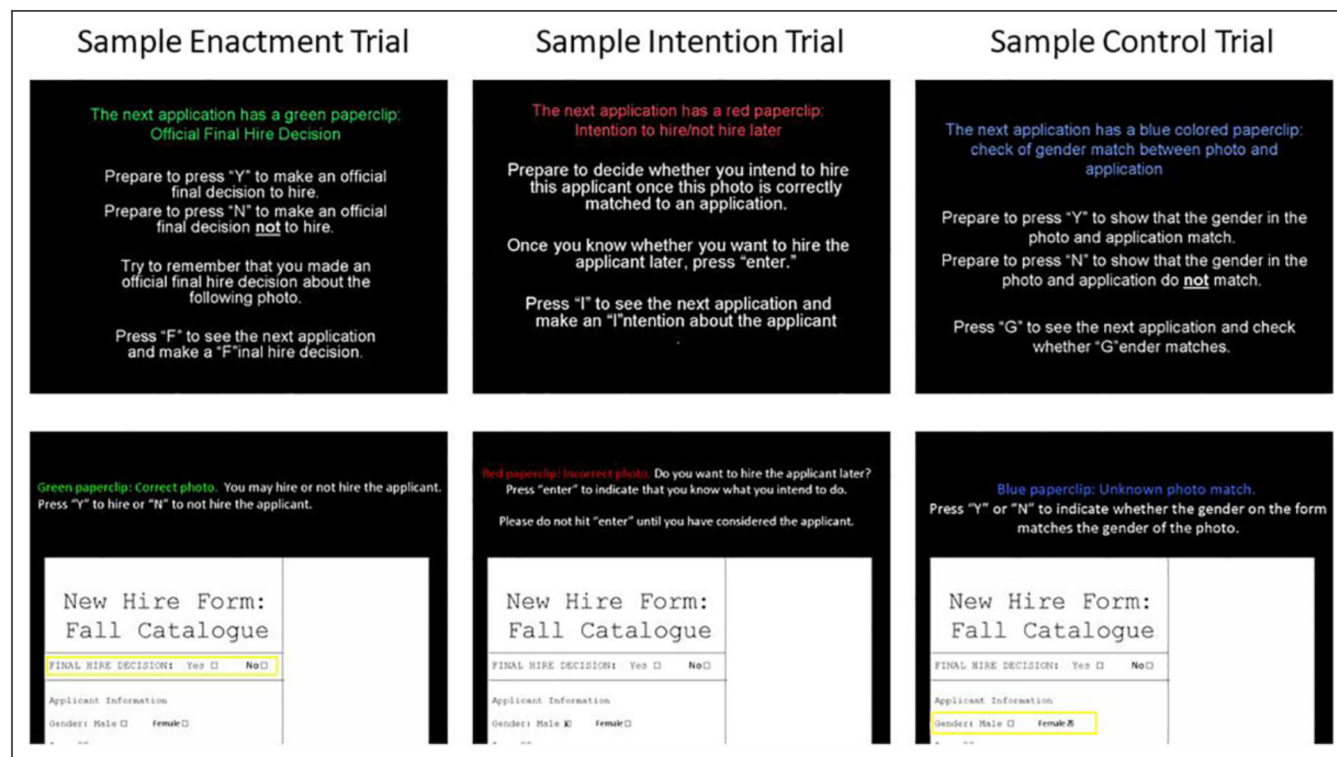 Sample Enactment Trial
The next application has a green paperclip:
Official Final Hire Decision
Prepare to press “Y” to make an official
final decision to hire.
Prepare to press “N” to make an official
final decision not to hire.
Try to remember that you made an
official final hire decision about the
following photo.
Press “F” to see the next application
and make a “F”inal hire decision.
Green paperclip: Correct photo. You may hire or not hire the applicant.
Press “Y” to hire or “N” to not hire the applicant.
New Hire Form:
Fall Catalogue
FINAL HIRE DECISION: Yes ☐ No☐
Applicant Information
Gender: Male ☐ Female☐
Sample Intention Trial
The next application has a red paperclip:
Intention to hire/not hire later
Prepare to decide whether you intend to hire
this applicant once this photo is correctly
matched to an application.
Once you know whether you want to hire the
applicant later, press “enter.”
Press “I” to see the next application and
make an “I”ntention about the applicant
.
Red paperclip: Incorrect photo. Do you want to hire the applicant later?
Press “enter” to indicate that you know what you intend to do.
Please do not hit “enter” until you have considered the applicant.
New Hire Form:
Fall Catalogue
FINAL HIRE DECISION: Yes ☐ No☐
Applicant Information
Gender: Male ☒ Female☐
Sample Control Trial
The next application has a blue colored paperclip:
check of gender match between photo and
application
Prepare to press “Y” to show that the gender in the
photo and application match.
Prepare to press “N” to show that the gender in the
photo and application do not match.
Press “G” to see the next application and check
whether “G”ender matches.
Blue paperclip: Unknown photo match.
Press “Y” or “N” to indicate whether the gender on the form
matches the gender of the photo.
New Hire Form:
Fall Catalogue
FINAL HIRE DECISION: Yes ☐ No☐
Applicant Information
Gender: Male ☐ Female☒